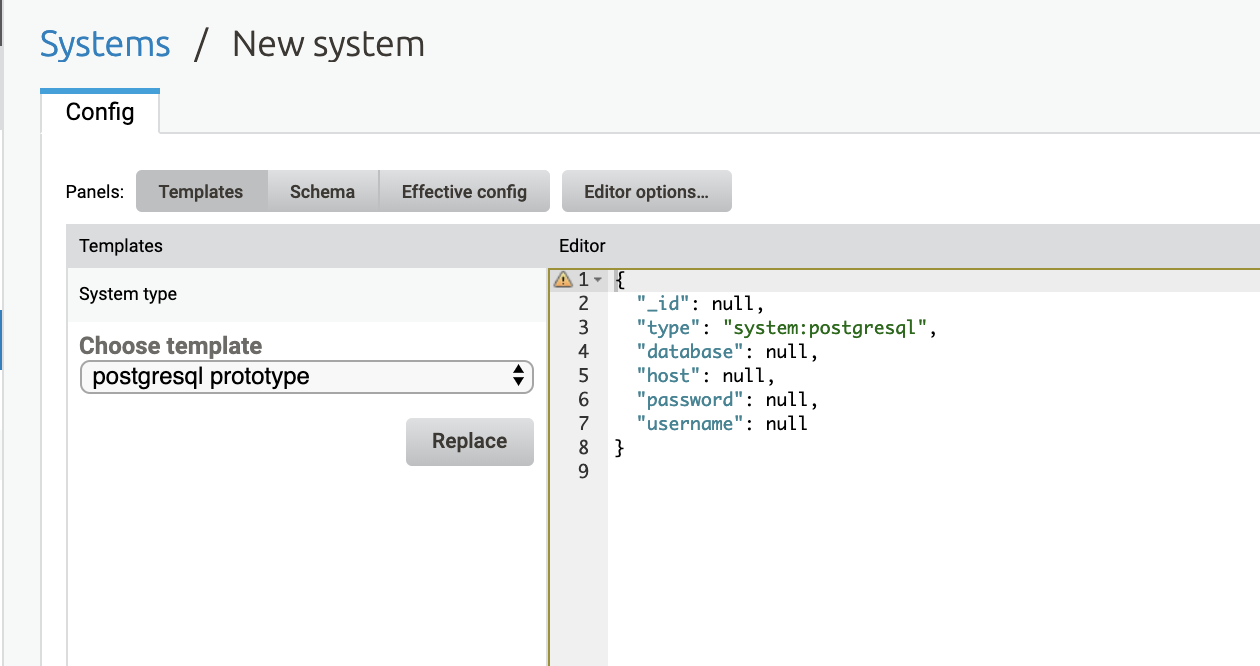 Systems / New system
Config
Panels: Templates Schema Effective config Editor options...
Templates
System type
Choose template
postgresql prototype
Replace
Editor
1 {
2 "_id": null,
3 "type": "system:postgresql",
4 "database": null,
5 "host": null,
6 "password": null,
7 "username": null
8 }
9